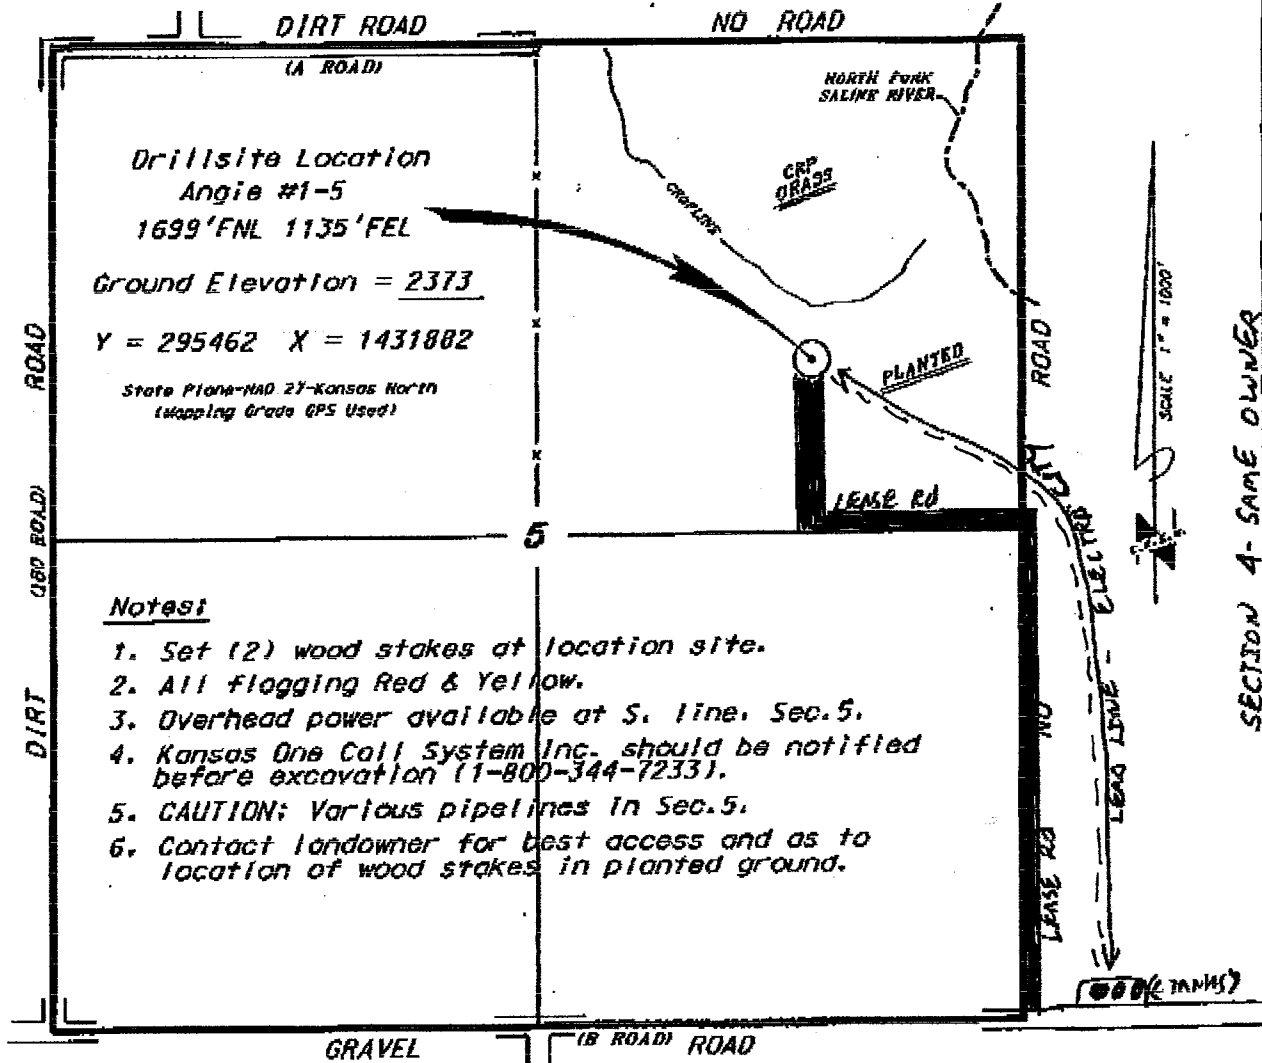 DIRT ROAD
NO ROAD
(A ROAD)
NORTH FORK
SALINE RIVER
Drillsite Location
Angie #1-5
1699'FNL 1135'FEL
CRP
GRASS
CROPLINE
Ground Elevation = 2373
Y = 295462 X = 1431882
State Plane-NAD 27-Kansas North
(Mapping Grade GPS Used)
PLANTED
ROAD
ROAD
SCALE 1" = 1000'
SECTION 4- SAME OWNER
LEASE Rd
ELECTRIC
LEAD LINE -
5
(180 ROAD)
DIRT
NO
LEASE Rd
Notes:
1. Set (2) wood stakes at location site.
2. All flagging Red & Yellow.
3. Overhead power available at S. line, Sec.5.
4. Kansas One Call System Inc. should be notified
before excavation (1-800-344-7233).
5. CAUTION: Various pipelines in Sec.5.
6. Contact landowner for best access and as to
location of wood stakes in planted ground.
TANKS)
GRAVEL
(B ROAD)
ROAD